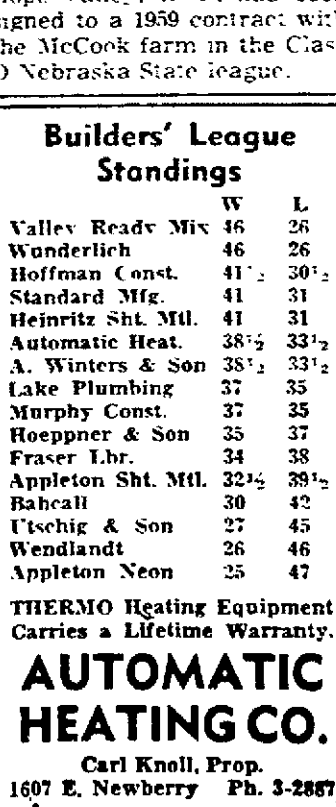 signed to a 1959 contract wit
he McCook farm in the Clas
D Nebraska State league.
Builders' League
Standings
W L
Valley Ready Mix 46 26
Wunderlich 46 26
Hoffman Const. 41½ 30½
Standard Mfg. 41 31
Heinritz Sht. Mtl. 41 31
Automatic Heat. 38½ 33½
A. Winters & Son 38½ 33½
Lake Plumbing 37 35
Murphy Const. 37 35
Hoeppner & Son 35 37
Fraser Lbr. 34 38
Appleton Sht. Mtl. 32½ 39½
Bahcall 30 42
Utschig & Son 27 45
Wendlandt 26 46
Appleton Neon 25 47
THERMO Heating Equipment
Carries a Lifetime Warranty.
AUTOMATIC
HEATING CO.
Carl Knoll, Prop.
1607 E. Newberry Ph. 3-2887